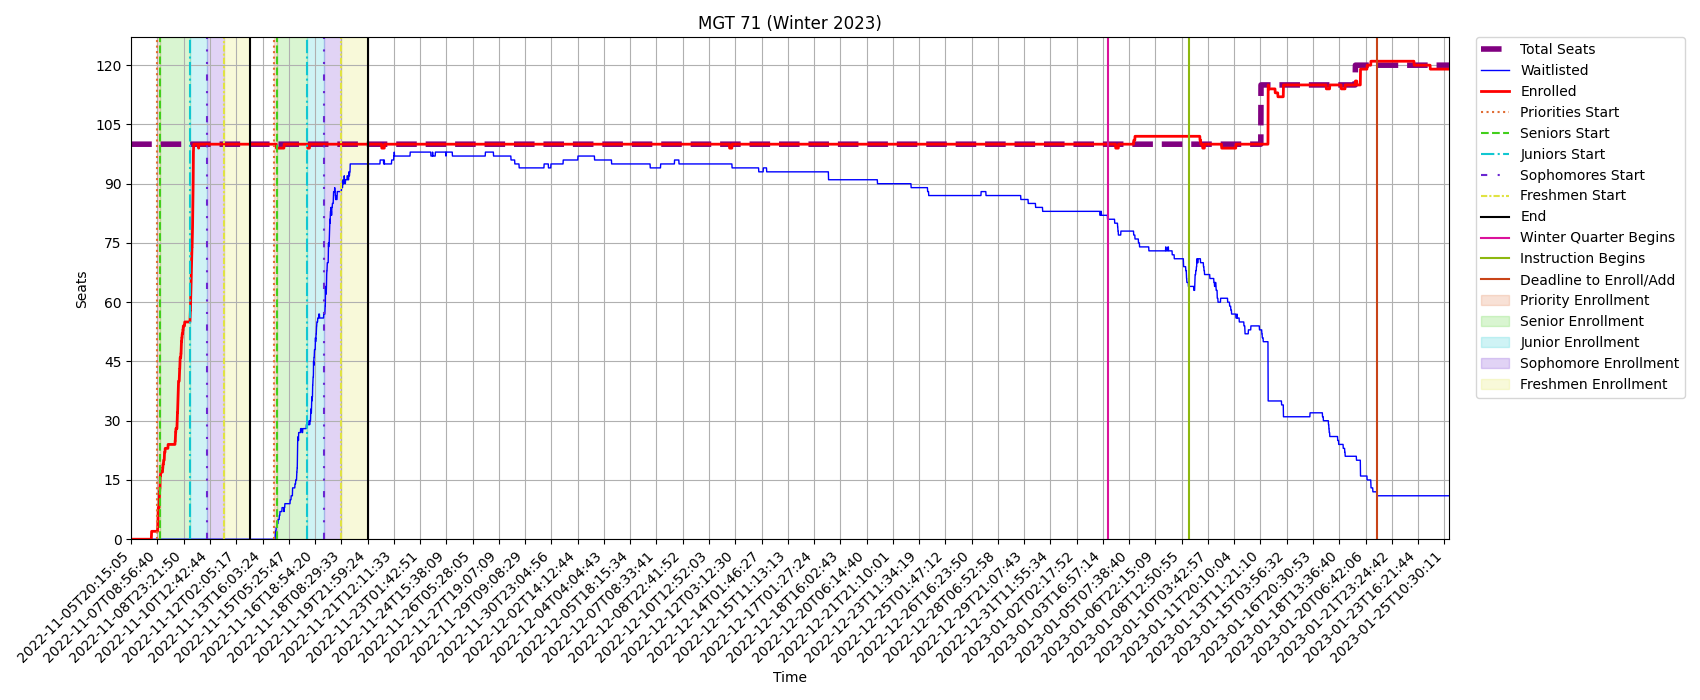 MGT 71 (Winter 2023)
Total Seats
Waitlisted
Enrolled
Priorities Start
Seniors Start
Juniors Start
Sophomores Start
Freshmen Start
End
Winter Quarter Begins
Instruction Begins
Deadline to Enroll/Add
Priority Enrollment
Senior Enrollment
Junior Enrollment
Sophomore Enrollment
Freshmen Enrollment
Seats
120
105
90
75
60
45
30
15
0
2022-11-05T20:15:05
2022-11-07T08:56:40
2022-11-08T23:21:50
2022-11-10T12:42:44
2022-11-12T02:05:17
2022-11-13T16:03:24
2022-11-15T05:25:47
2022-11-16T18:54:20
2022-11-18T08:29:33
2022-11-19T21:59:24
2022-11-21T12:11:33
2022-11-23T01:42:51
2022-11-24T15:38:09
2022-11-26T05:28:05
2022-11-27T19:07:09
2022-11-29T09:08:29
2022-11-30T23:04:56
2022-12-02T14:12:44
2022-12-04T04:04:43
2022-12-05T18:15:34
2022-12-07T08:33:41
2022-12-08T22:41:52
2022-12-10T12:52:03
2022-12-12T03:12:30
2022-12-14T01:46:27
2022-12-15T11:13:13
2022-12-17T01:27:24
2022-12-18T16:02:43
2022-12-20T06:14:40
2022-12-21T21:10:01
2022-12-23T11:34:19
2022-12-25T01:47:12
2022-12-26T16:23:50
2022-12-28T06:52:58
2022-12-29T21:07:43
2022-12-31T11:55:34
2023-01-02T02:17:52
2023-01-03T16:57:14
2023-01-05T07:38:40
2023-01-06T22:15:09
2023-01-08T12:50:55
2023-01-10T03:42:57
2023-01-11T20:10:04
2023-01-13T11:21:10
2023-01-15T03:56:32
2023-01-16T20:30:53
2023-01-18T13:36:40
2023-01-20T06:42:06
2023-01-21T23:24:42
2023-01-23T16:21:44
2023-01-25T10:30:11
Time